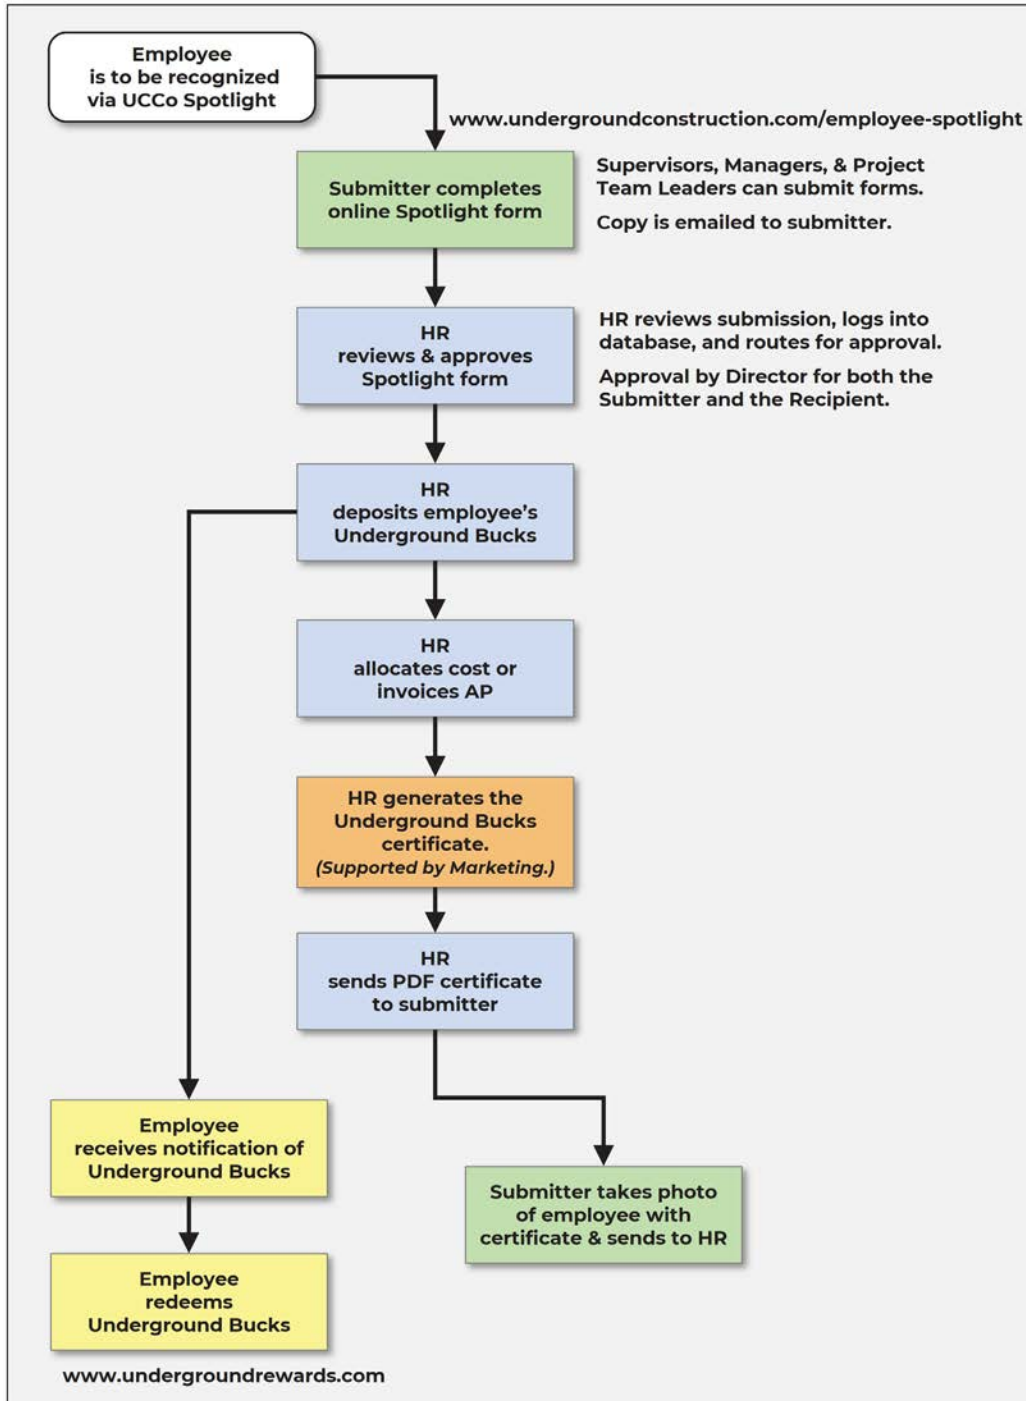 Employee
is to be recognized
via UCCo Spotlight
www.undergroundconstruction.com/employee-spotlight
Submitter completes
online Spotlight form
Supervisors, Managers, & Project
Team Leaders can submit forms.
Copy is emailed to submitter.
HR
reviews & approves
Spotlight form
HR reviews submission, logs into
database, and routes for approval.
Approval by Director for both the
Submitter and the Recipient.
HR
deposits employee’s
Underground Bucks
HR
allocates cost or
invoices AP
HR generates the
Underground Bucks
certificate.
(Supported by Marketing.)
HR
sends PDF certificate
to submitter
Employee
receives notification of
Underground Bucks
Submitter takes photo
of employee with
certificate & sends to HR
Employee
redeems
Underground Bucks
www.undergroundrewards.com